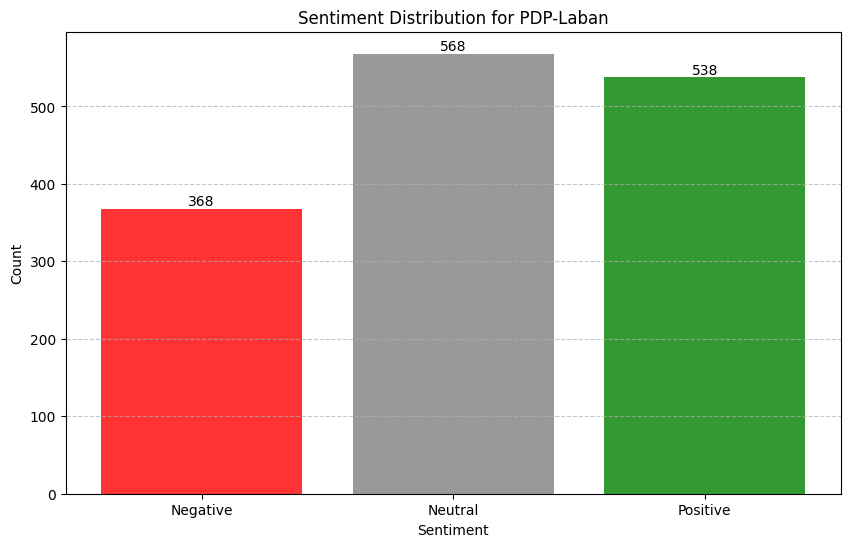 Sentiment Distribution for PDP-Laban
568
538
500
400
368
300
Count
200
100
0
Negative Neutral Positive
Sentiment